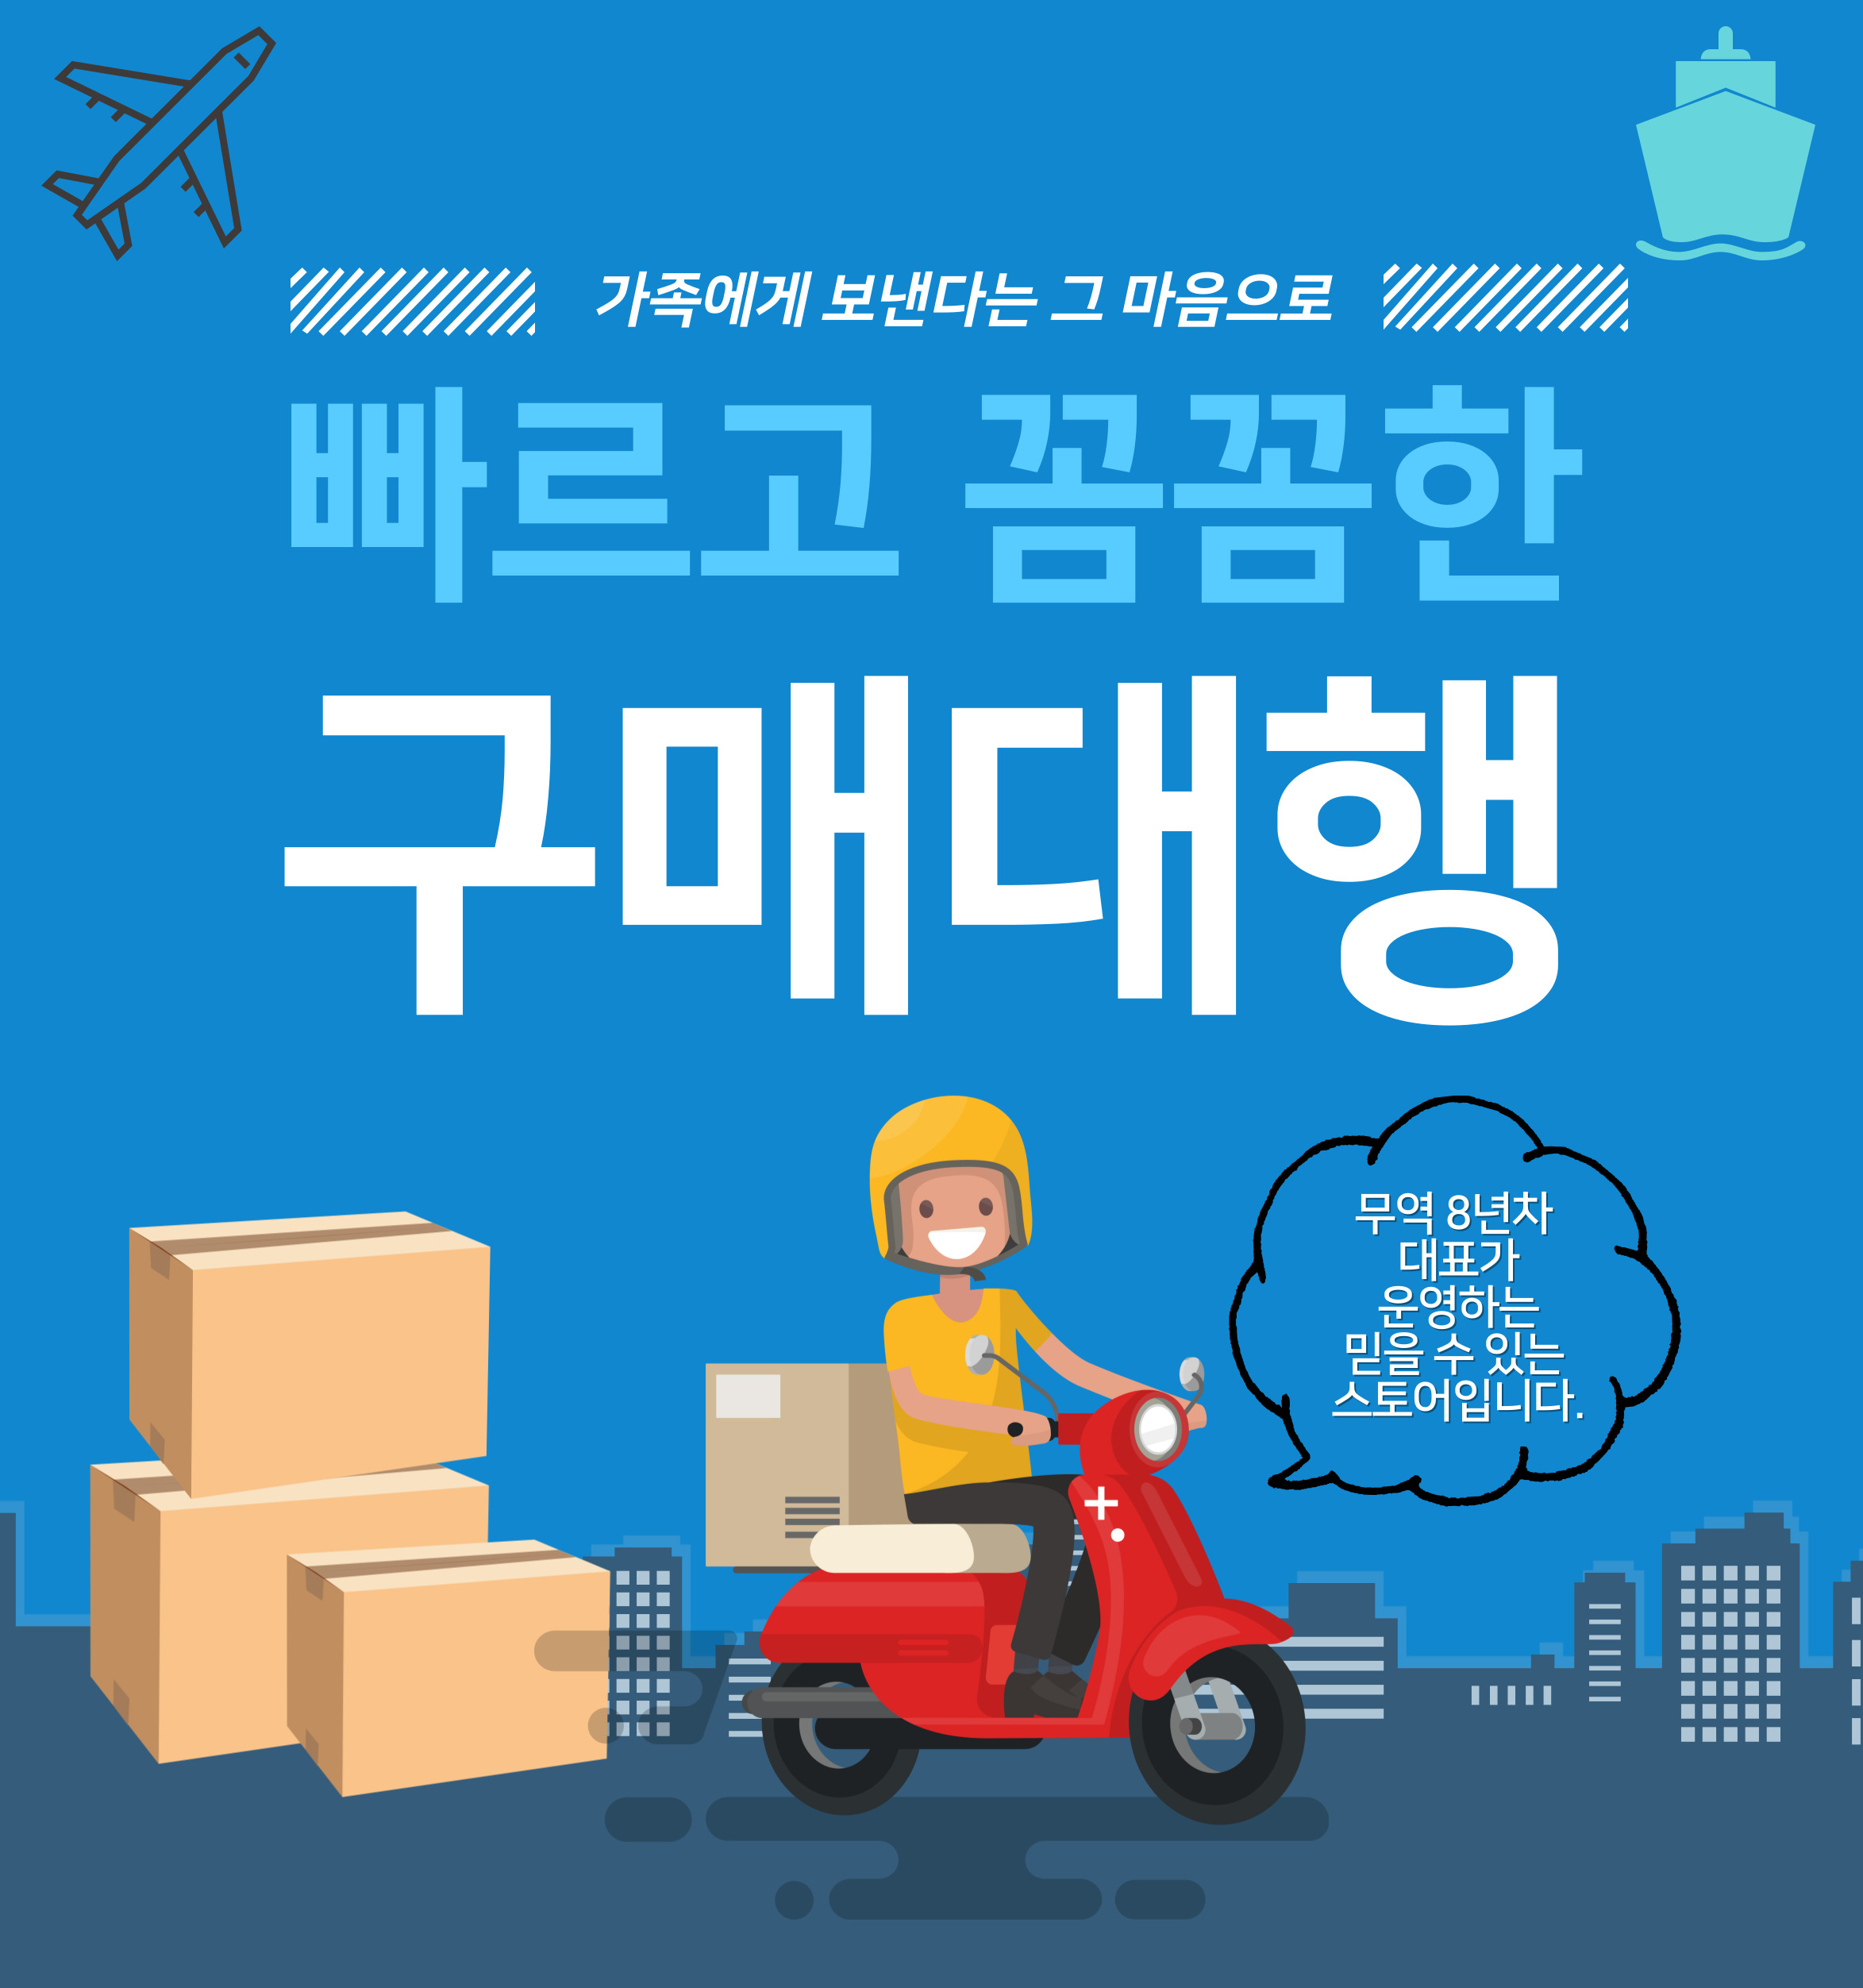 가족에게 보낸다는 그 마음으로
빠르고 꼼꼼한
구매대행
무역 8년차
대표가
운영하는
믿을 수 있는
스토어입니다.